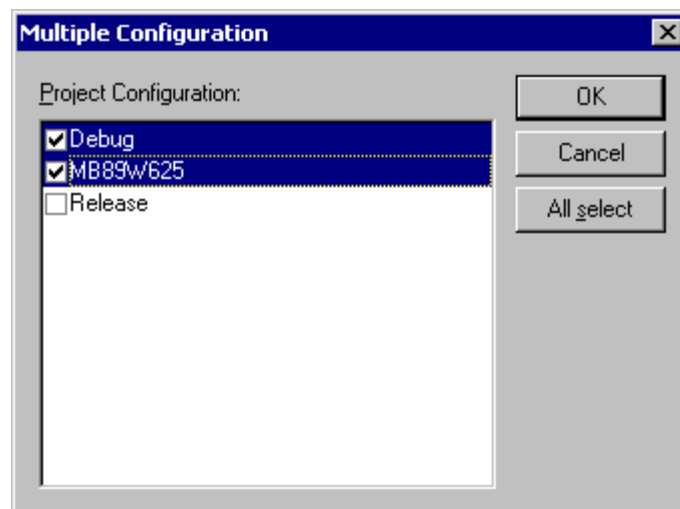 Multiple Configuration
Project Configuration:
Debug
MB89W625
Release
OK
Cancel
All select